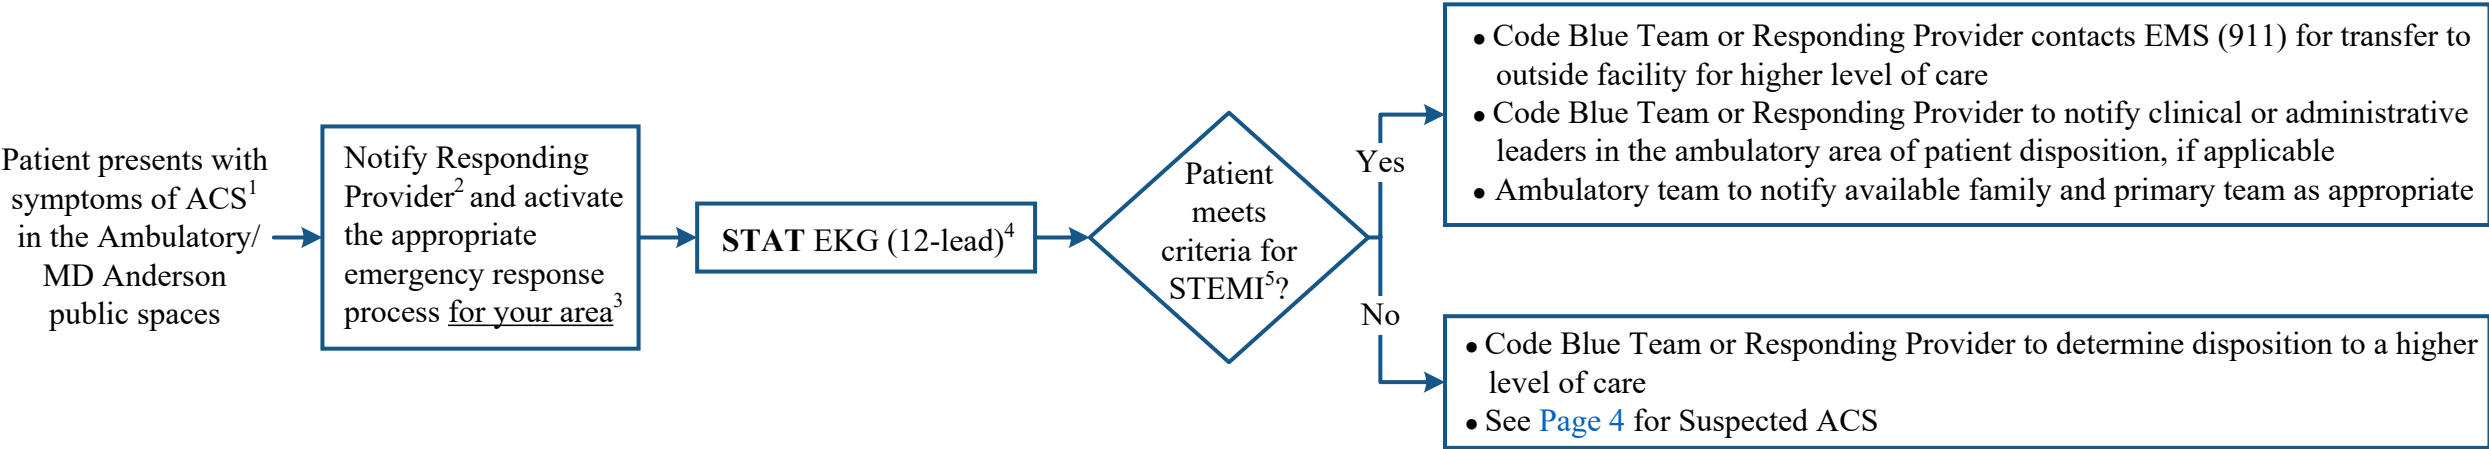 Patient presents with
symptoms of ACS1
in the Ambulatory/
MD Anderson
public spaces
Notify Responding
Provider2 and activate
the appropriate
emergency response
process for your area3
STAT EKG (12-lead)4
Patient
meets
criteria for
STEMI5?
Yes
● Code Blue Team or Responding Provider contacts EMS (911) for transfer to
outside facility for higher level of care
● Code Blue Team or Responding Provider to notify clinical or administrative
leaders in the ambulatory area of patient disposition, if applicable
● Ambulatory team to notify available family and primary team as appropriate
No
● Code Blue Team or Responding Provider to determine disposition to a higher
level of care
● See Page 4 for Suspected ACS